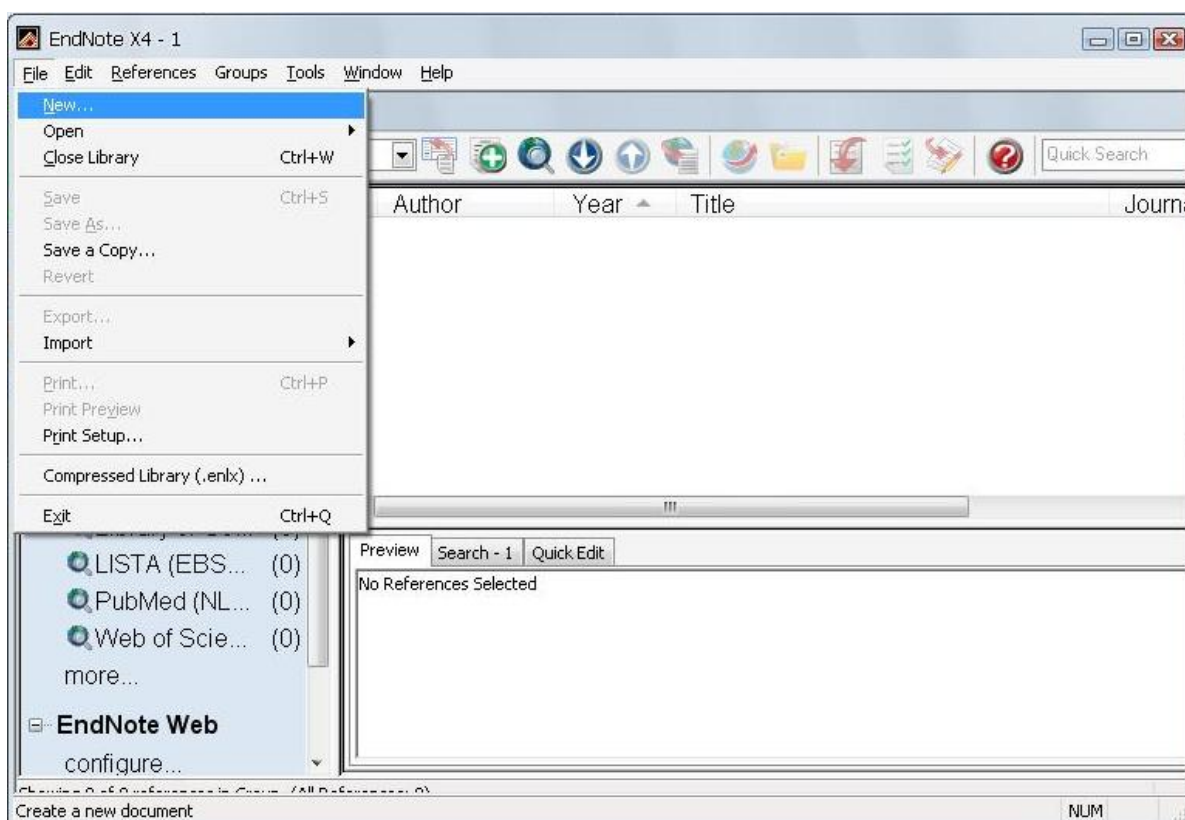 EndNote X4 - 1
File Edit References Groups Tools Window Help
New...
Open
Close Library Ctrl+W
Quick Search
Save Ctrl+S
Author Year Title Journa
Save As...
Save a Copy...
Revert
Export...
Import
Print... Ctrl+P
Print Preview
Print Setup...
Compressed Library (.enlx) ...
Exit Ctrl+Q
Preview Search - 1 Quick Edit
No References Selected
LISTA (EBS... (0)
PubMed (NL... (0)
Web of Scie... (0)
more...
EndNote Web
configure...
Create a new document NUM